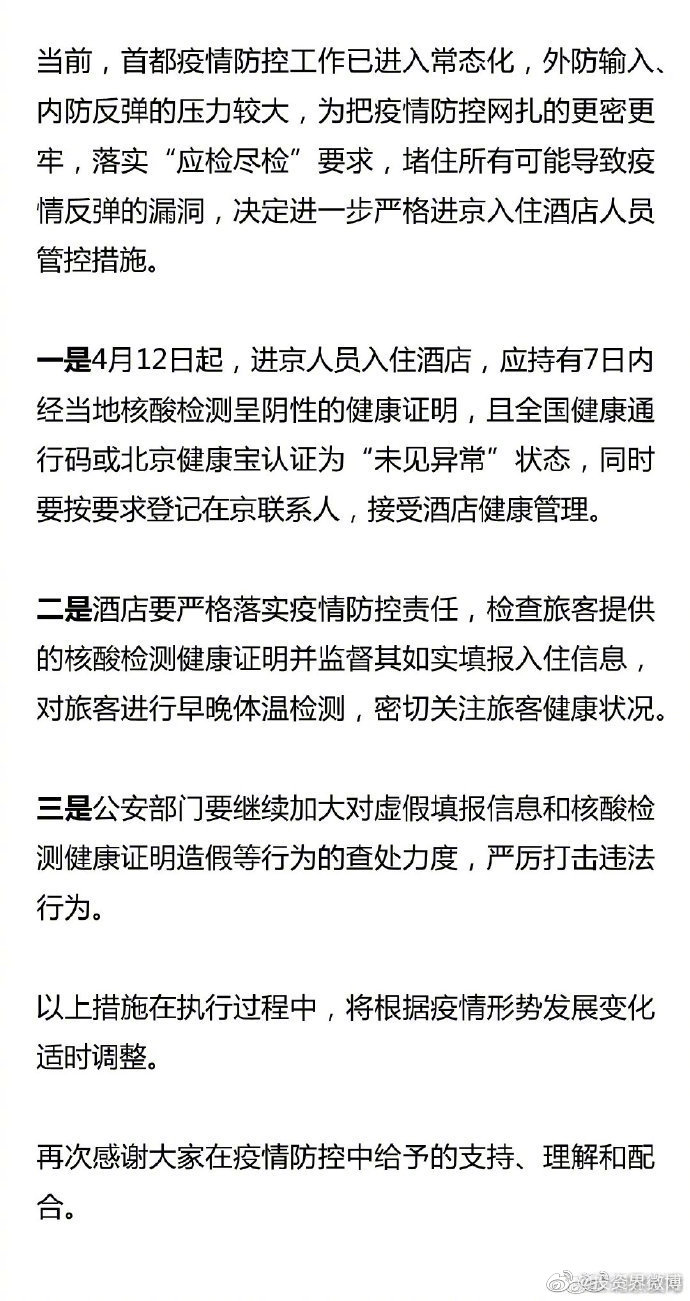 当前，首都疫情防控工作已进入常态化，外防输入、
内防反弹的压力较大，为把疫情防控网扎的更密更
牢，落实“应检尽检”要求，堵住所有可能导致疫
情反弹的漏洞，决定进一步严格进京入住酒店人员
管控措施。
一是4月12日起，进京人员入住酒店，应持有7日内
经当地核酸检测呈阴性的健康证明，且全国健康通
行码或北京健康宝认证为“未见异常”状态，同时
要按要求登记在京联系人，接受酒店健康管理。
二是酒店要严格落实疫情防控责任，检查旅客提供
的核酸检测健康证明并监督其如实填报入住信息，
对旅客进行早晚体温检测，密切关注旅客健康状况。
三是公安部门要继续加大对虚假填报信息和核酸检
测健康证明造假等行为的查处力度，严厉打击违法
行为。
以上措施在执行过程中，将根据疫情形势发展变化
适时调整。
再次感谢大家在疫情防控中给予的支持、理解和配
合。
投资界微博